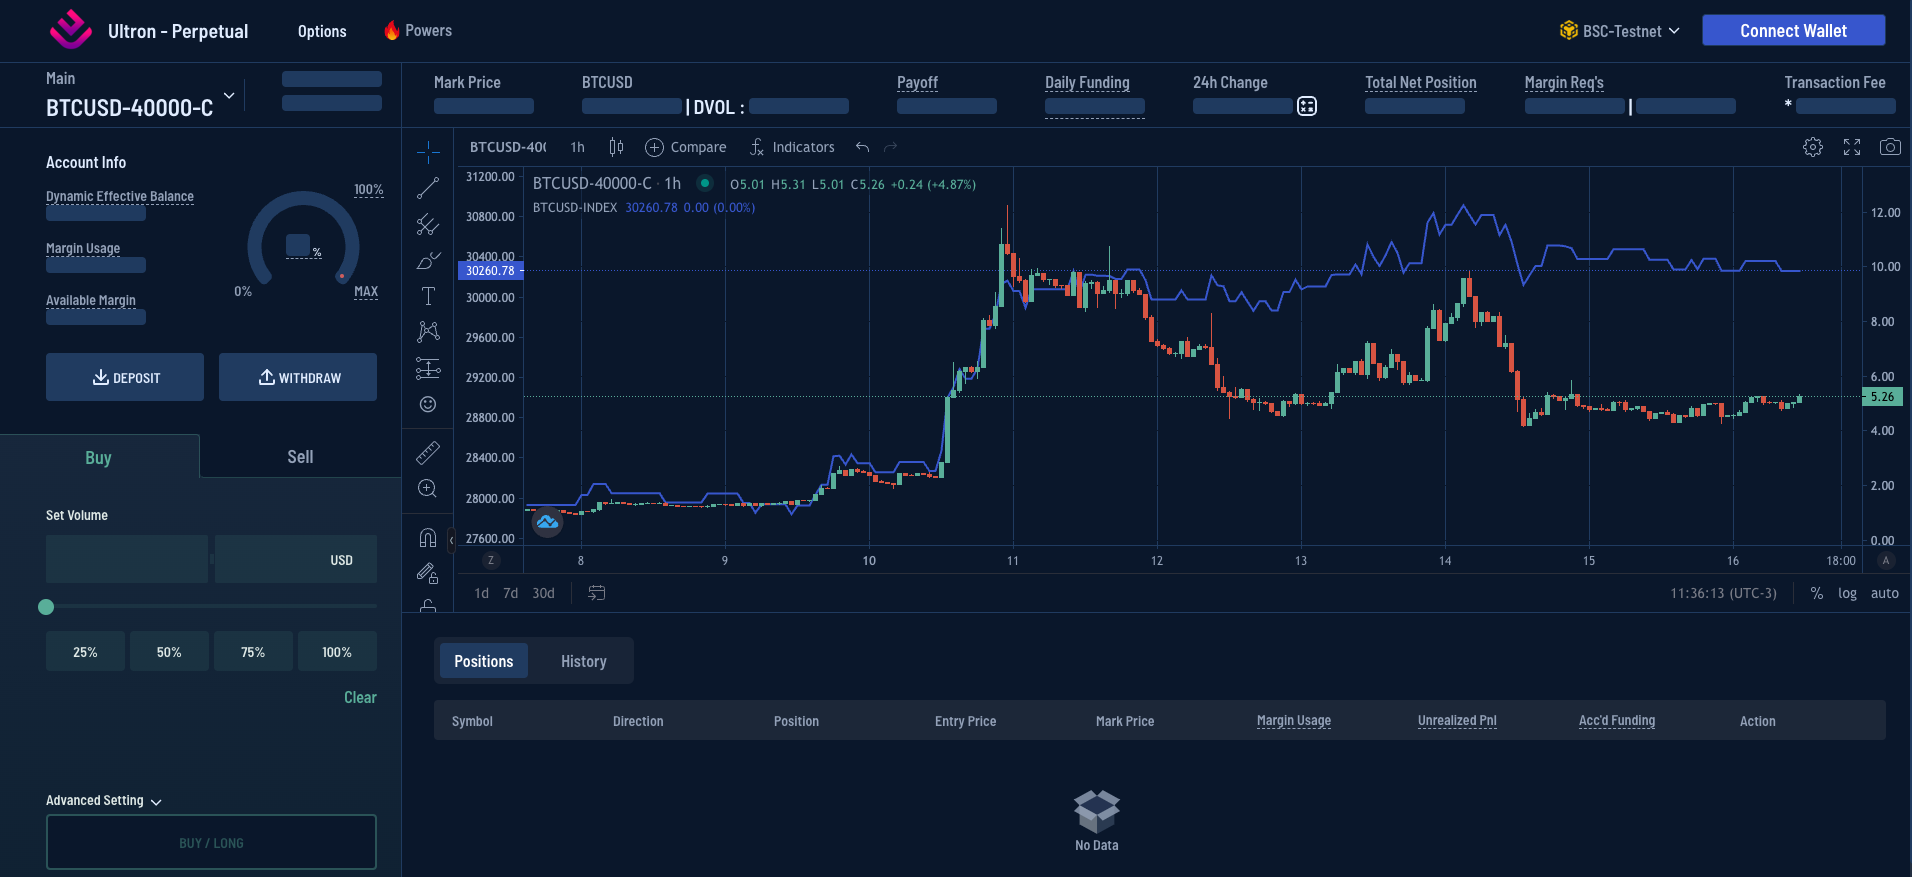 Ultron - Perpetual
Options
Powers
BSC-Testnet
Connect Wallet
Main
BTCUSD-40000-C
Mark Price
BTCUSD
| DVOL :
Payoff
Daily Funding
24h Change
Total Net Position
Margin Req's
|
Transaction Fee
*
Account Info
Dynamic Effective Balance
Margin Usage
Available Margin
100%
%
0%
MAX
DEPOSIT
WITHDRAW
Buy
Sell
Set Volume
USD
25%
50%
75%
100%
Clear
Advanced Setting
BUY / LONG
1h
Compare
Indicators
BTCUSD-40000-C · 1h
O5.01 H5.31 L5.01 C5.26 +0.24 (+4.87%)
BTCUSD-INDEX 30260.78 0.00 (0.00%)
31200.00
30800.00
30400.00
30260.78
30000.00
29600.00
29200.00
28800.00
28400.00
28000.00
27600.00
12.00
10.00
8.00
6.00
5.26
4.00
2.00
0.00
Z
8
9
10
11
12
13
14
15
16
18:00
A
1d
7d
30d
11:36:13 (UTC-3)
%
log
auto
Positions
History
Symbol
Direction
Position
Entry Price
Mark Price
Margin Usage
Unrealized Pnl
Acc'd Funding
Action
No Data